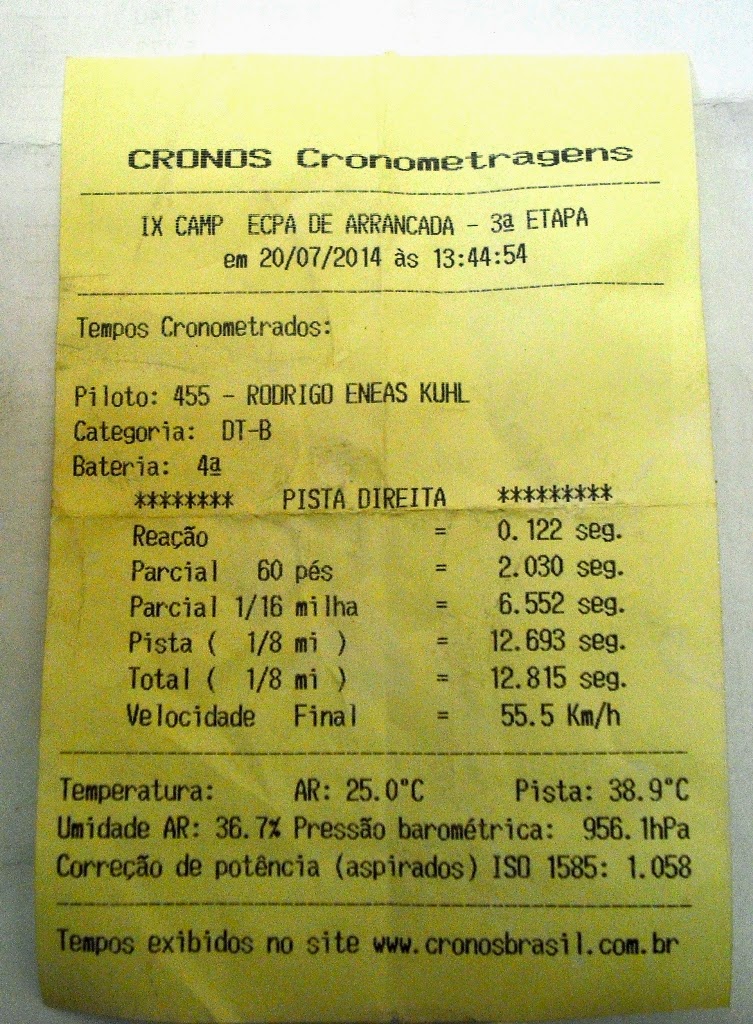 CRONOS Cronometragens
IX CAMP ECPA DE ARRANCADA - 3ª ETAPA
em 20/07/2014 às 13:44:54
Tempos Cronometrados:
Piloto: 455 - RODRIGO ENEAS KUHL
Categoria: DT-B
Bateria: 4ª
******** PISTA DIREITA *********
Reação = 0.122 seg.
Parcial 60 pés = 2.030 seg.
Parcial 1/16 milha = 6.552 seg.
Pista ( 1/8 mi ) = 12.693 seg.
Total ( 1/8 mi ) = 12.815 seg.
Velocidade Final = 55.5 Km/h
Temperatura: AR: 25.0°C Pista: 38.9°C
Umidade AR: 36.7% Pressão barométrica: 956.1hPa
Correção de potência (aspirados) ISO 1585: 1.058
Tempos exibidos no site www.cronosbrasil.com.br